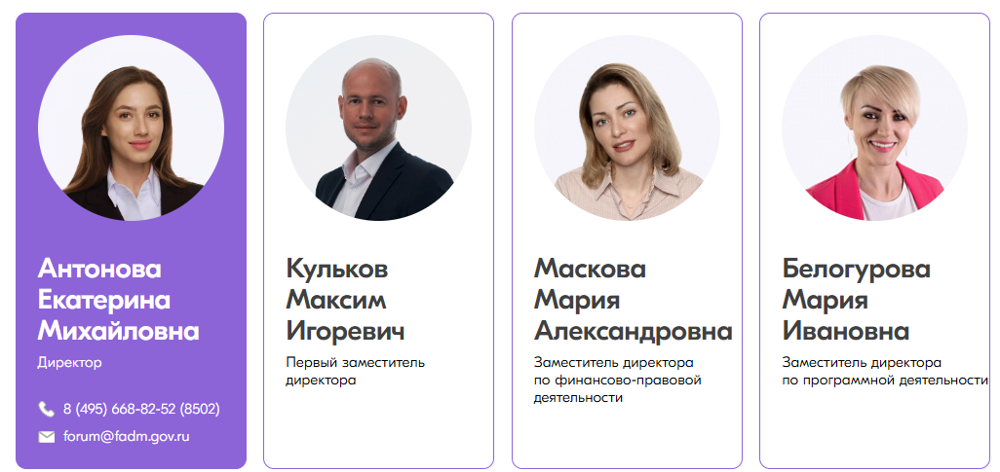 Антонова
Екатерина
Михайловна
Директор
8 (495) 668-82-52 (8502)
forum@fadm.gov.ru
Кульков
Максим
Игоревич
Первый заместитель
директора
Маскова
Мария
Александровна
Заместитель директора
по финансово-правовой
деятельности
Белогурова
Мария
Ивановна
Заместитель директора
по программной деятельности